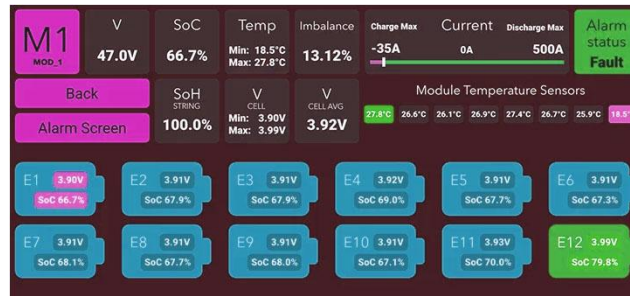 M1
MOD_1
V
47.0V
SoC
66.7%
Temp
Min: 18.5°C
Max: 27.8°C
Imbalance
13.12%
Charge Max
Current
Discharge Max
-35A
0A
500A
Alarm
status
Fault
Back
Alarm Screen
SoH
STRING
100.0%
V
CELL
Min: 3.90V
Max: 3.99V
V
CELL AVG
3.92V
Module Temperature Sensors
27.8°C 26.6°C 26.1°C 26.9°C 27.4°C 26.7°C 25.9°C 18.5°
E1 3.90V
SoC 66.7%
E2 3.91V
SoC 67.9%
E3 3.91V
SoC 67.9%
E4 3.92V
SoC 69.0%
E5 3.91V
SoC 67.7%
E6 3.91V
SoC 67.3%
E7 3.91V
SoC 68.1%
E8 3.91V
SoC 67.7%
E9 3.91V
SoC 68.0%
E10 3.91V
SoC 67.1%
E11 3.93V
SoC 70.0%
E12 3.99V
SoC 79.8%